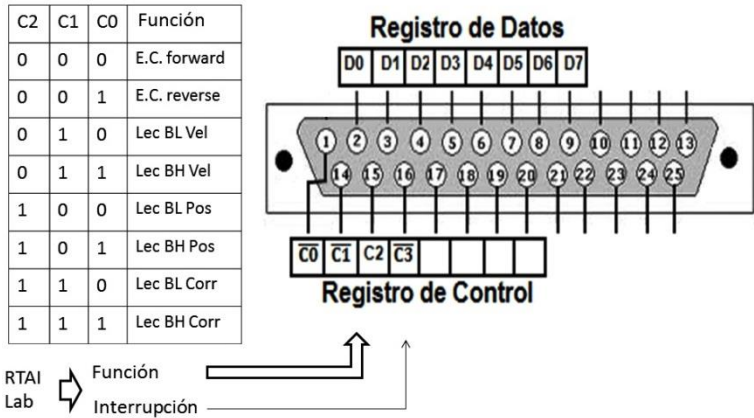 C2 C1 C0 Función
0 0 0 E.C. forward
0 0 1 E.C. reverse
0 1 0 Lec BL Vel
0 1 1 Lec BH Vel
1 0 0 Lec BL Pos
1 0 1 Lec BH Pos
1 1 0 Lec BL Corr
1 1 1 Lec BH Corr
Registro de Datos
D0 D1 D2 D3 D4 D5 D6 D7
1 2 3 4 5 6 7 8 9 10 11 12 13
14 15 16 17 18 19 20 21 22 23 24 25
C̅0̅ C̅1̅ C2 C̅3̅
Registro de Control
RTAI
Lab
Función
Interrupción